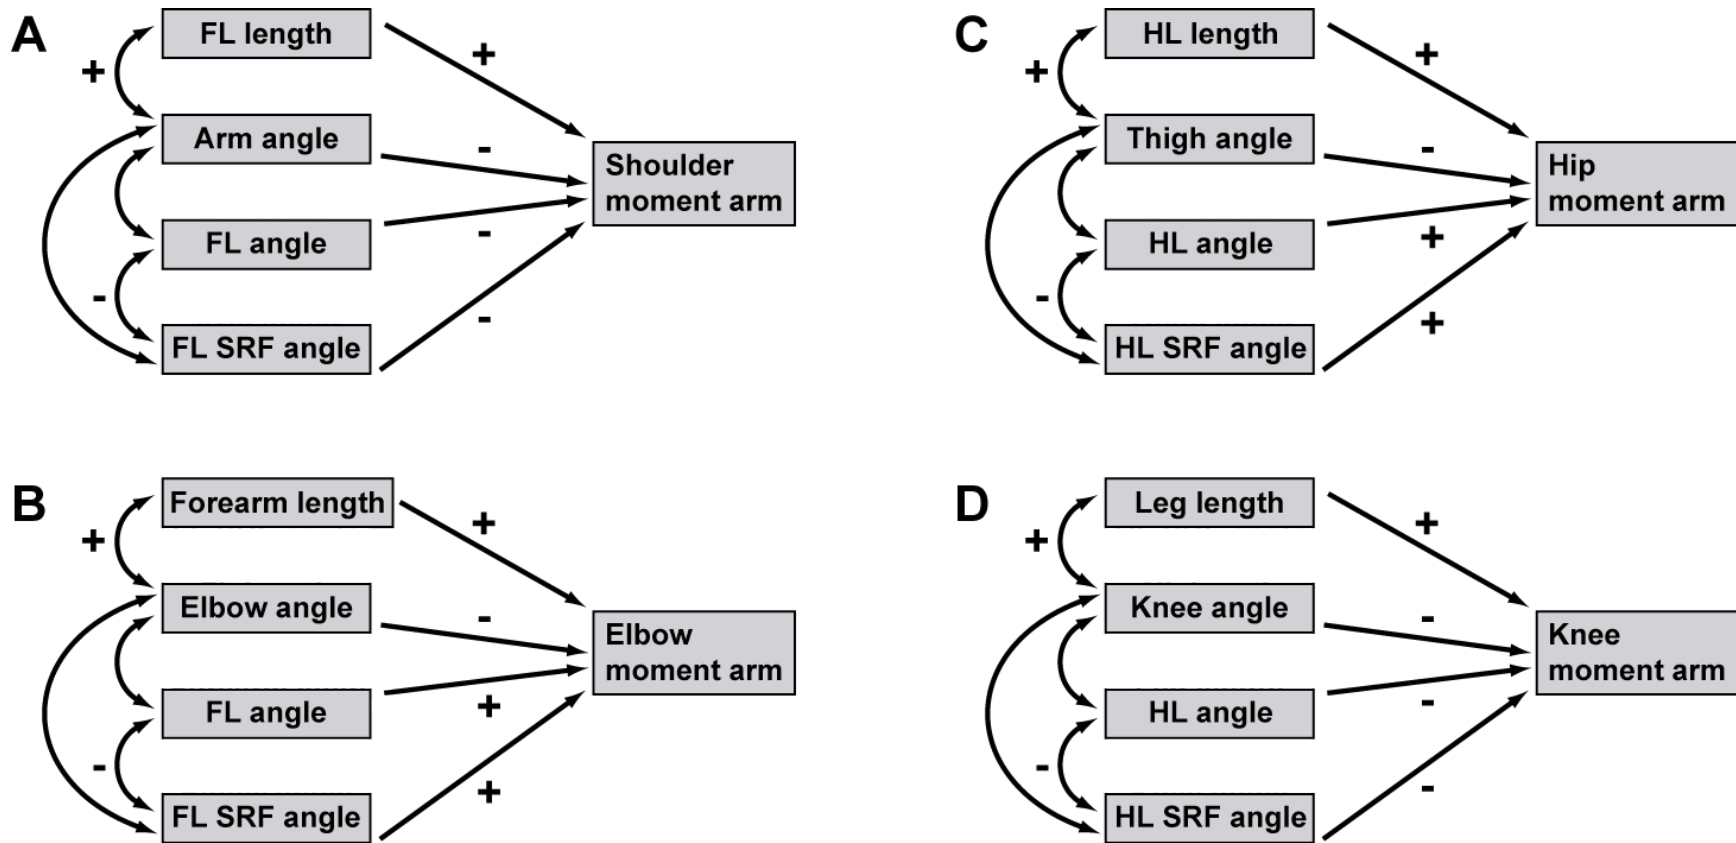 A
FL length
+
+
Arm angle
-
Shoulder
moment arm
FL angle
-
-
FL SRF angle
-
B
Forearm length
+
+
Elbow angle
-
Elbow
moment arm
FL angle
+
-
FL SRF angle
+
C
HL length
+
+
Thigh angle
-
Hip
moment arm
HL angle
+
-
HL SRF angle
+
D
Leg length
+
+
Knee angle
-
Knee
moment arm
HL angle
-
-
HL SRF angle
-